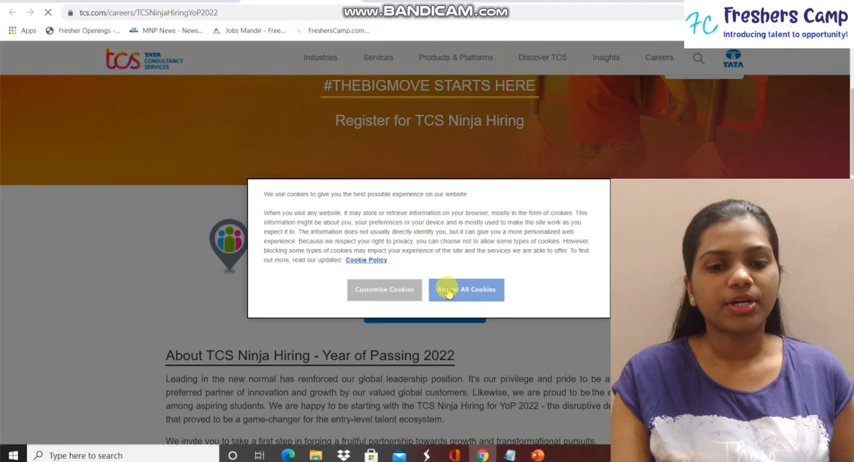 tcs.com/careers/TCSNinjaHiringYoP2022
www.BANDICAM.com
Freshers Camp
Introducing talent to opportunity!
Apps
Fresher Openings -...
MNP News - News...
Jobs Mandir - Free...
FreshersCamp.com...
tcs TATA
CONSULTANCY
SERVICES
Industries
Services
Products & Platforms
Discover TCS
Insights
Careers
TATA
#THEBIGMOVE STARTS HERE
Register for TCS Ninja Hiring
We use cookies to give you the best possible experience on our website
When you visit any website, it may store or retrieve information on your browser, mostly in the form of cookies. This
information might be about you, your preferences or your device and is mostly used to make the site work as you
expect it to. The information does not usually directly identify you, but it can give you a more personalized web
experience. Because we respect your right to privacy, you can choose not to allow some types of cookies. However,
blocking some types of cookies may impact your experience of the site and the services we are able to offer. To find
out more, read our updated Cookie Policy
Customise Cookies
Accept All Cookies
About TCS Ninja Hiring - Year of Passing 2022
Leading in the new normal has reinforced our global leadership position. It's our privilege and pride to be a
preferred partner of innovation and growth by our valued global customers. Likewise, we are proud to be the e
among aspiring students. We are happy to be starting with the TCS Ninja Hiring for YoP 2022 - the disruptive de
that proved to be a game-changer for the entry-level talent ecosystem.
We invite you to take a first step in forging a fruitful partnership towards growth and transformational pursuits.
Type here to search